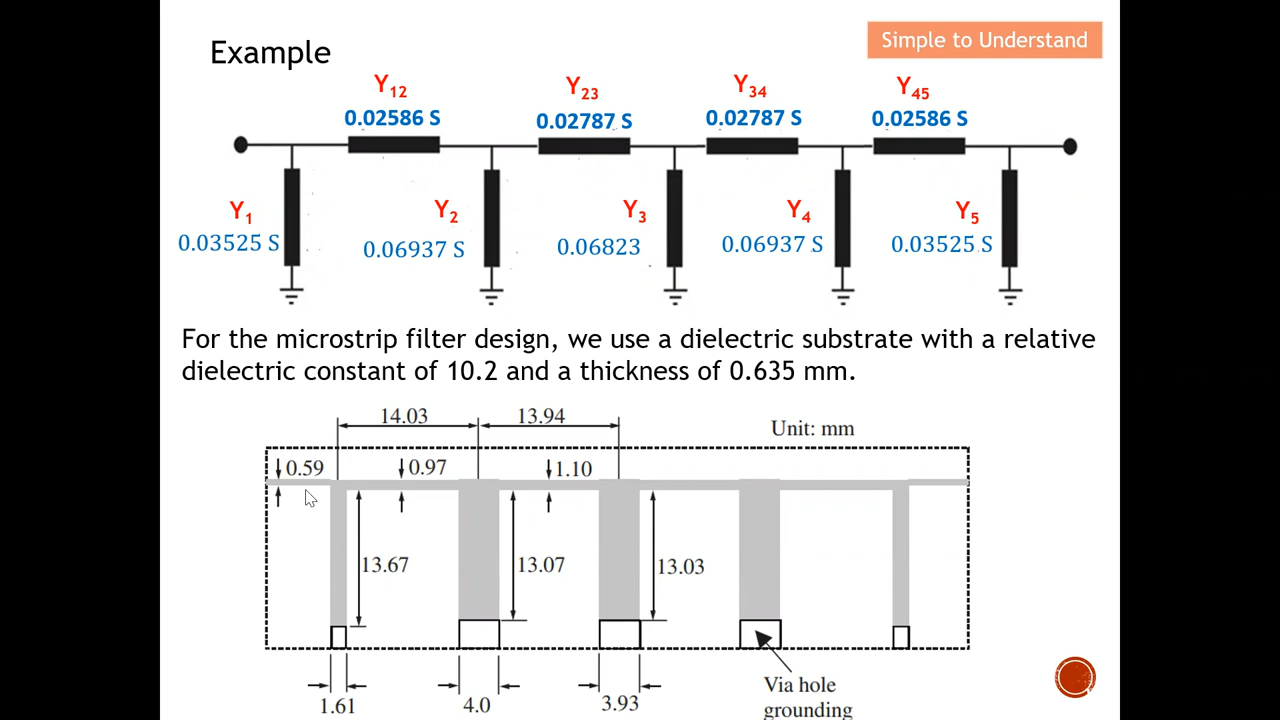 Example
Simple to Understand
Y12 Y23 Y34 Y45
0.02586 S 0.02787 S 0.02787 S 0.02586 S
Y1 Y2 Y3 Y4 Y5
0.03525 S 0.06937 S 0.06823 0.06937 S 0.03525 S
For the microstrip filter design, we use a dielectric substrate with a relative
dielectric constant of 10.2 and a thickness of 0.635 mm.
14.03 13.94
Unit: mm
0.59 0.97 1.10
13.67 13.07 13.03
1.61 4.0 3.93
Via hole
grounding